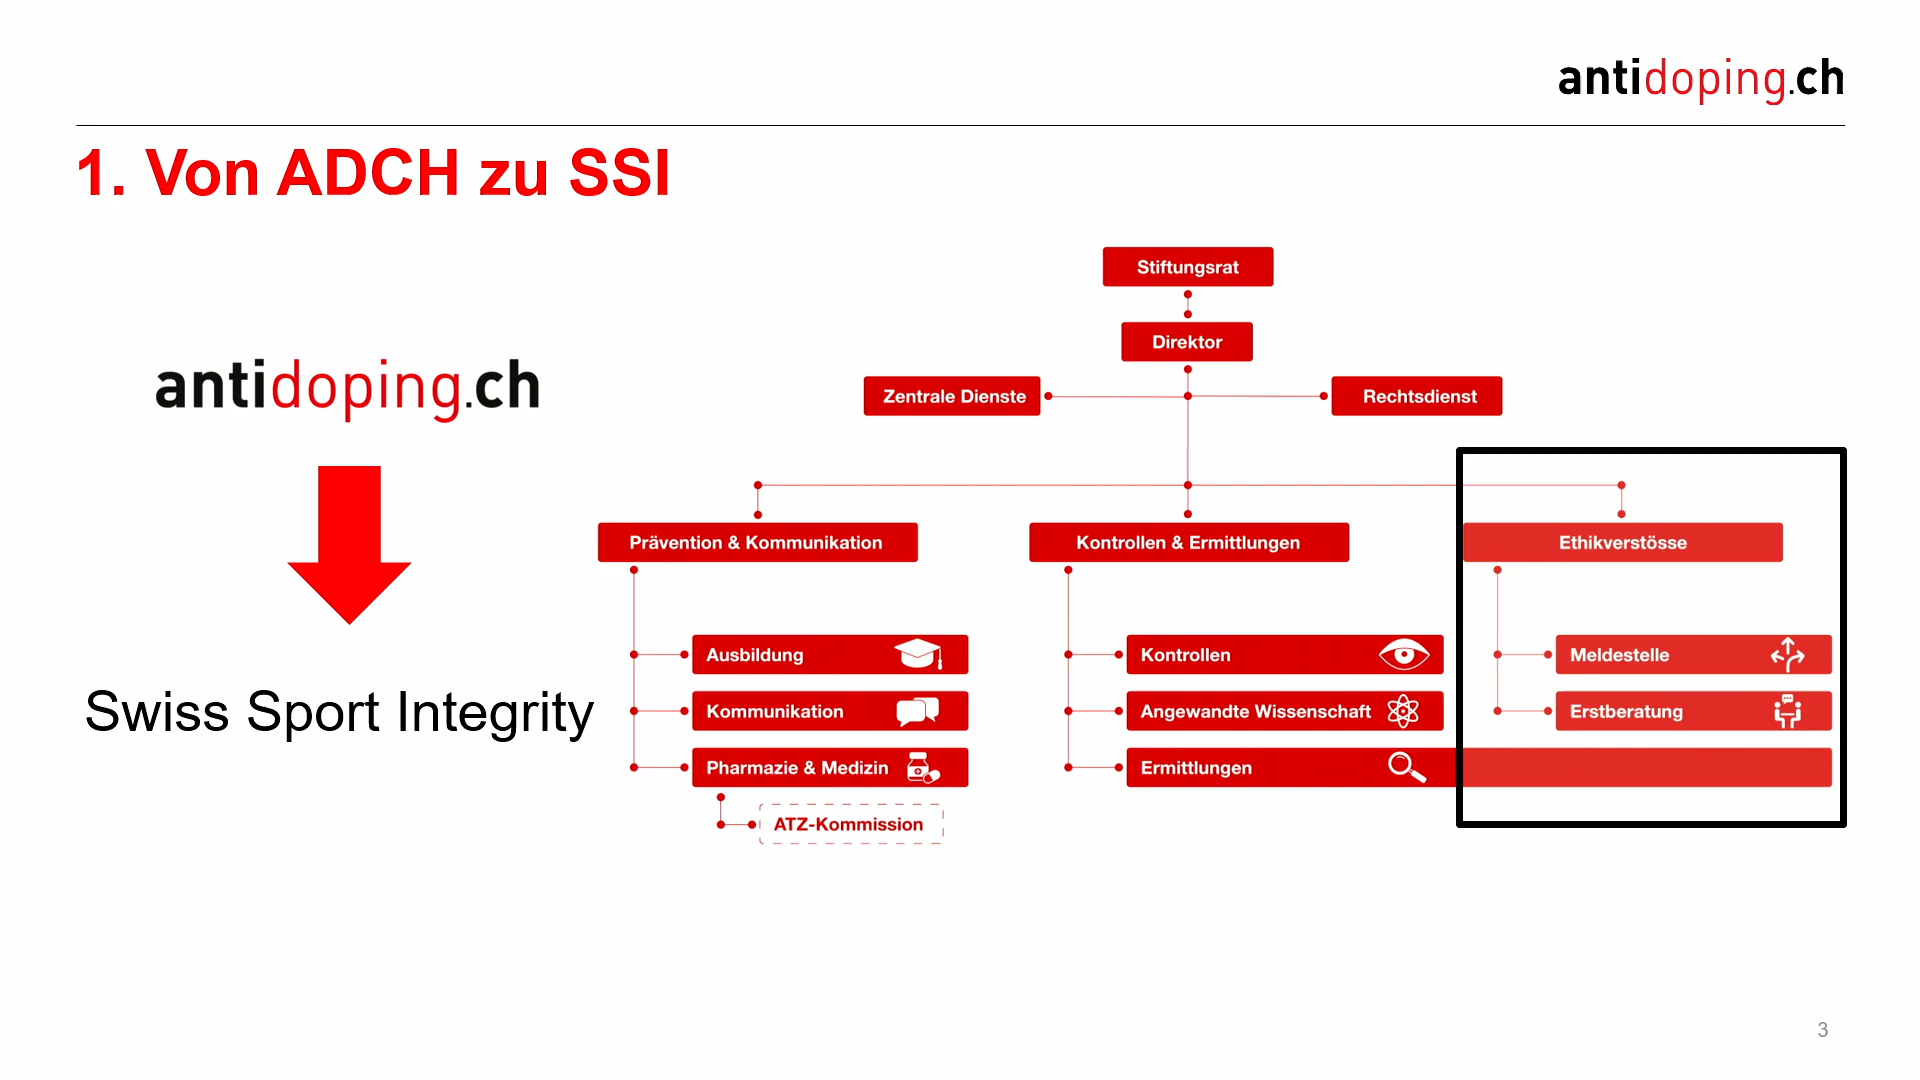 antidoping.ch
1. Von ADCH zu SSI
antidoping.ch
Swiss Sport Integrity
Stiftungsrat
Direktor
Zentrale Dienste
Rechtsdienst
Prävention & Kommunikation
Ausbildung
Kommunikation
Pharmazie & Medizin
ATZ-Kommission
Kontrollen & Ermittlungen
Kontrollen
Angewandte Wissenschaft
Ermittlungen
Ethikverstösse
Meldestelle
Erstberatung
3